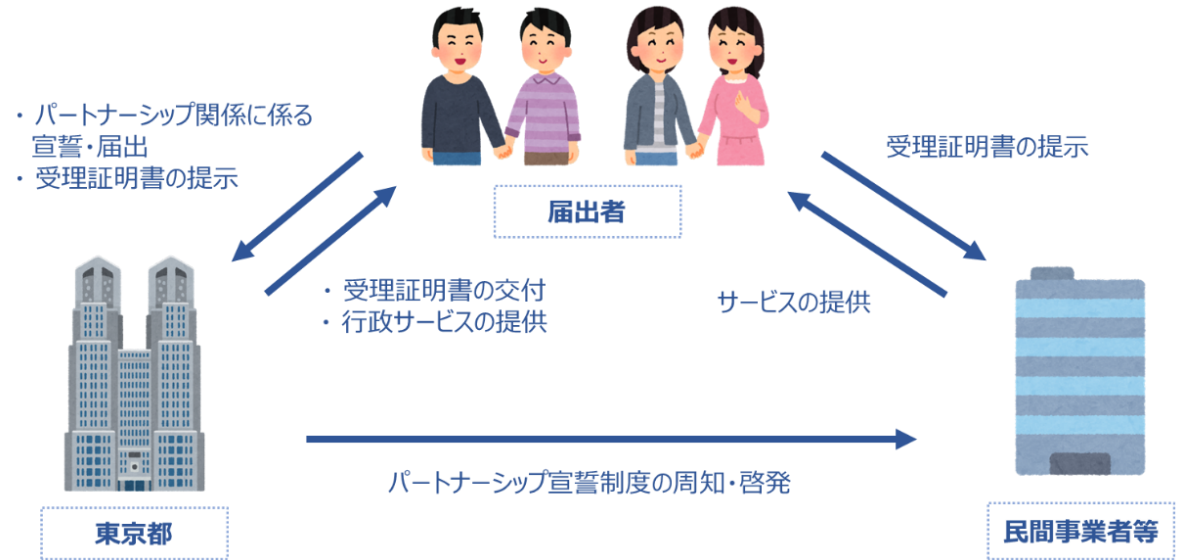 ・ パートナーシップ関係に係る
宣誓・届出
・ 受理証明書の提示
受理証明書の提示
届出者
・ 受理証明書の交付
・ 行政サービスの提供
サービスの提供
パートナーシップ宣誓制度の周知・啓発
東京都
民間事業者等